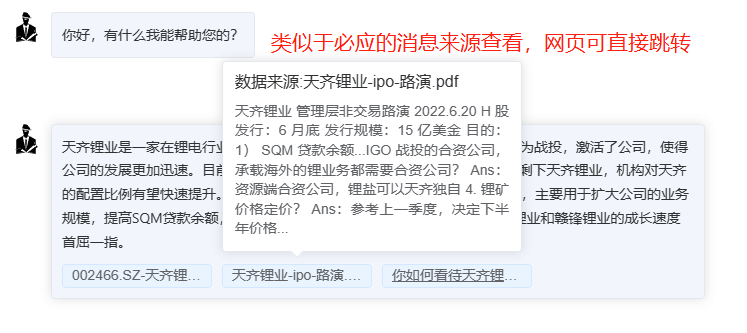 你好，有什么我能帮助您的？
类似于必应的消息来源查看，网页可直接跳转
数据来源:天齐锂业-ipo-路演.pdf
天齐锂业 管理层非交易路演 2022.6.20 H 股
发行：6 月底 发行规模：15 亿美金 目的：
1） SQM 贷款余额...IGO 战投的合资公司，
承载海外的锂业务都需要合资公司？ Ans：
资源端合资公司，锂盐可以天齐独自 4. 锂矿
价格定价？ Ans：参考上一季度，决定下半
年价格...
天齐锂业是一家在锂电行业
为战投，激活了公司，使得
公司的发展更加迅速。目前
剩下天齐锂业，机构对天齐
的配置比例有望快速提升。
，主要用于扩大公司的业务
规模，提高SQM贷款余额，
锂业和赣锋锂业的成长速度
首屈一指。
002466.SZ-天齐锂...
天齐锂业-ipo-路演....
你如何看待天齐锂...